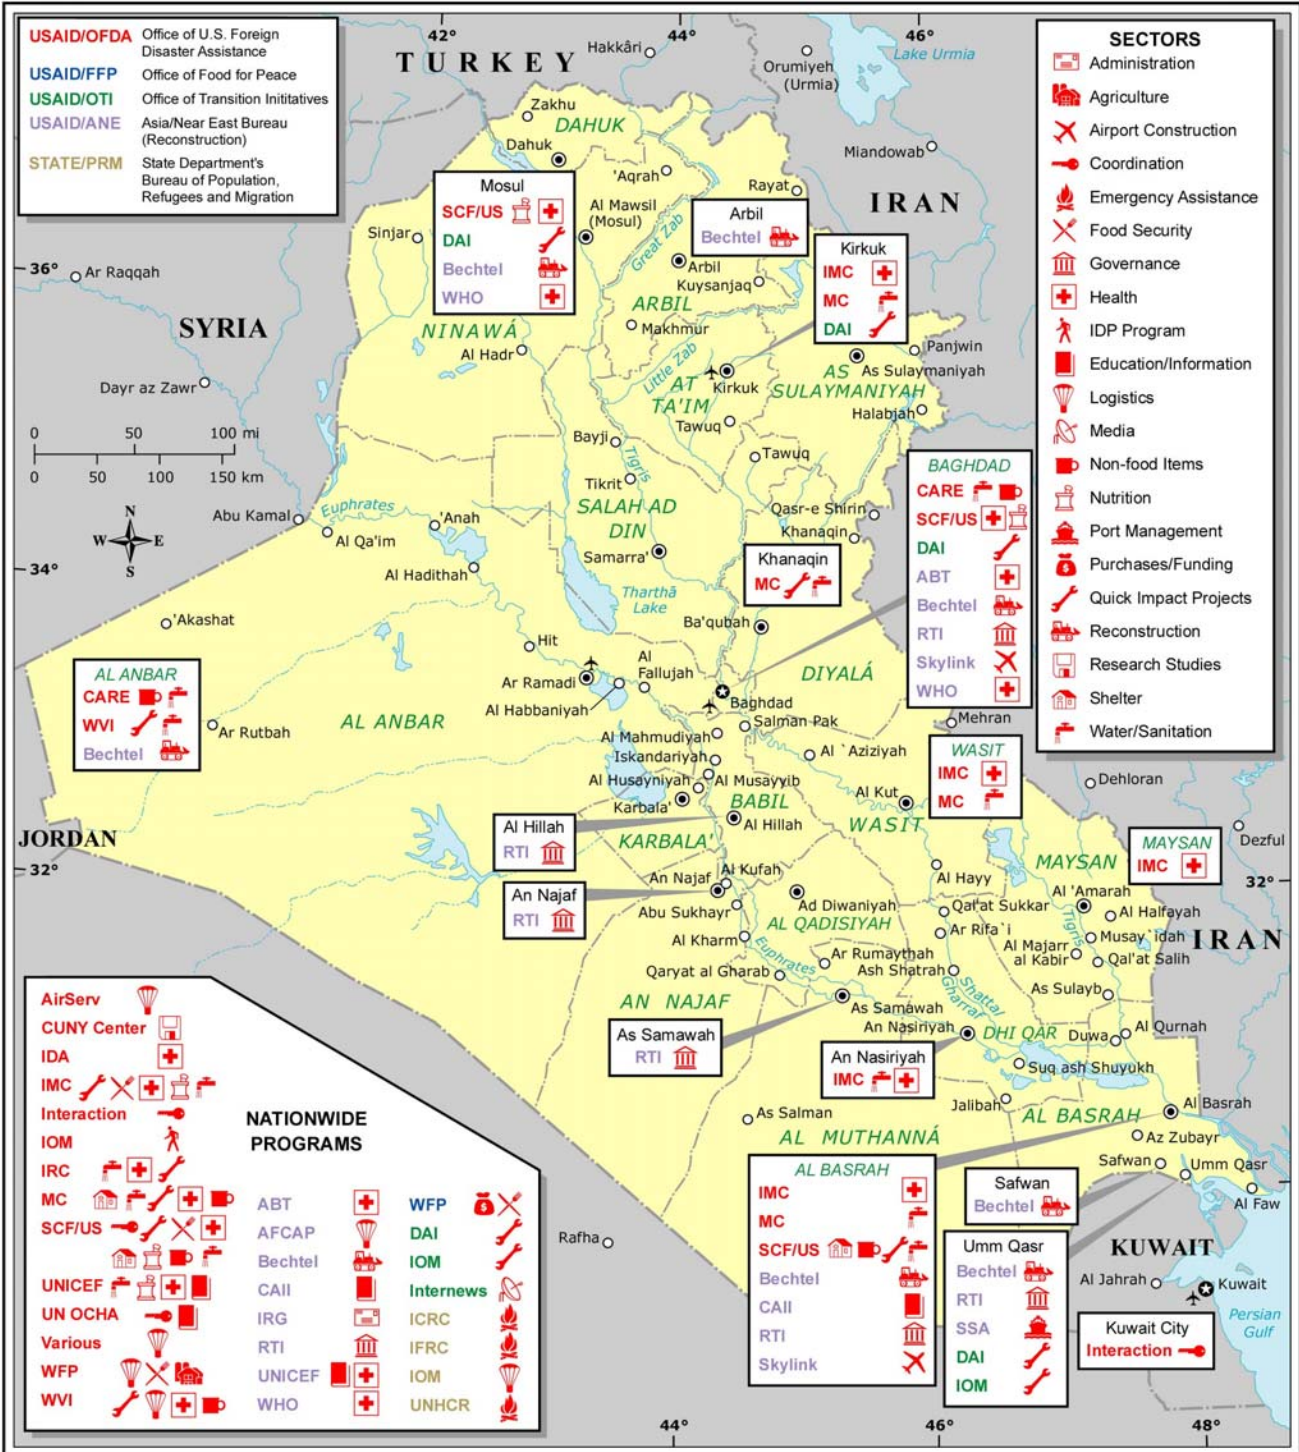 USAID/OFDA Office of U.S. Foreign
Disaster Assistance
USAID/FFP Office of Food for Peace
USAID/OTI Office of Transition Inititatives
USAID/ANE Asia/Near East Bureau
(Reconstruction)
STATE/PRM State Department's
Bureau of Population,
Refugees and Migration
42°
44°
46°
TURKEY
Hakkâri
Orumiyeh
(Urmia)
Lake Urmia
Miandowab
IRAN
SECTORS
Administration
Agriculture
Airport Construction
Coordination
Emergency Assistance
Food Security
Governance
Health
IDP Program
Education/Information
Logistics
Media
Non-food Items
Nutrition
Port Management
Purchases/Funding
Quick Impact Projects
Reconstruction
Research Studies
Shelter
Water/Sanitation
Zakhu
DAHUK
Dahuk
'Aqrah
Rayat
Mosul
SCF/US
DAI
Bechtel
WHO
Al Mawsil
(Mosul)
Great Zab
Arbil
Bechtel
Kirkuk
IMC
MC
DAI
Sinjar
36°
Ar Raqqah
SYRIA
Arbil
Kuysanjaq
ARBIL
NINAWÁ
Makhmur
Al Hadr
Little Zab
Panjwin
As Sulaymaniyah
AS
SULAYMANIYAH
Kirkuk
AT
TA'IM
Halabjah
Dayr az Zawr
Tawuq
0 50 100 mi
0 50 100 150 km
Bayji
Tigris
Tawuq
Tikrit
SALAH AD
DIN
Qasr-e Shirin
Khanaqin
Abu Kamal
Euphrates
'Anah
Al Qa'im
N
W E
S
Samarra'
34°
Al Hadithah
Khanaqin
MC
BAGHDAD
CARE
SCF/US
DAI
ABT
Bechtel
RTI
Skylink
WHO
Tharthā
Lake
'Akashat
Ba'qubah
Hit
DIYALÁ
AL ANBAR
CARE
WVI
Bechtel
Al
Fallujah
Ar Ramadi
Al Habbaniyah
Baghdad
Mehran
AL ANBAR
Ar Rutbah
Salman Pak
Al Mahmudiyah
Al `Aziziyah
Iskandariyah
WASIT
IMC
MC
Al Husayniyah
Al Musayyib
Dehloran
Karbala'
BABIL
Al Kut
Al Hillah
WASIT
Dezful
JORDAN
Al Hillah
RTI
KARBALA'
MAYSAN
MAYSAN
IMC
32°
32°
Al Kufah
Al Hayy
An Najaf
An Najaf
RTI
Ad Diwaniyah
Al 'Amarah
Abu Sukhayr
AL QADISIYAH
Qal'at Sukkar
Al Halfayah
Ar Rifa`i
Tigris
Musay`idah
IRAN
Al Kharm
Al Majarr
al Kabir
Qal'at Salih
Euphrates
Ar Rumaythah
Ash Shatrah
Qaryat al Gharab
Shatt al
Gharraf
As Sulayb
AN NAJAF
As Samawah
As Samawah
RTI
An Nasiriyah
DHI QAR
Duwa
Al Qurnah
An Nasiriyah
IMC
Suq ash Shuyukh
Jalibah
AL BASRAH
Al Basrah
As Salman
AL MUTHANNÁ
Az Zubayr
Safwan
Umm Qasr
Al Faw
AirServ
CUNY Center
IDA
IMC
Interaction
IOM
IRC
MC
SCF/US
UNICEF
UN OCHA
Various
WFP
WVI
NATIONWIDE
PROGRAMS
ABT
AFCAP
Bechtel
CAII
IRG
RTI
UNICEF
WHO
WFP
DAI
IOM
Internews
ICRC
IFRC
IOM
UNHCR
Rafha
AL BASRAH
IMC
MC
SCF/US
Bechtel
CAII
RTI
Skylink
Safwan
Bechtel
Umm Qasr
Bechtel
RTI
SSA
DAI
IOM
KUWAIT
Al Jahrah
Kuwait
Kuwait City
Interaction
Persian
Gulf
44°
46°
48°